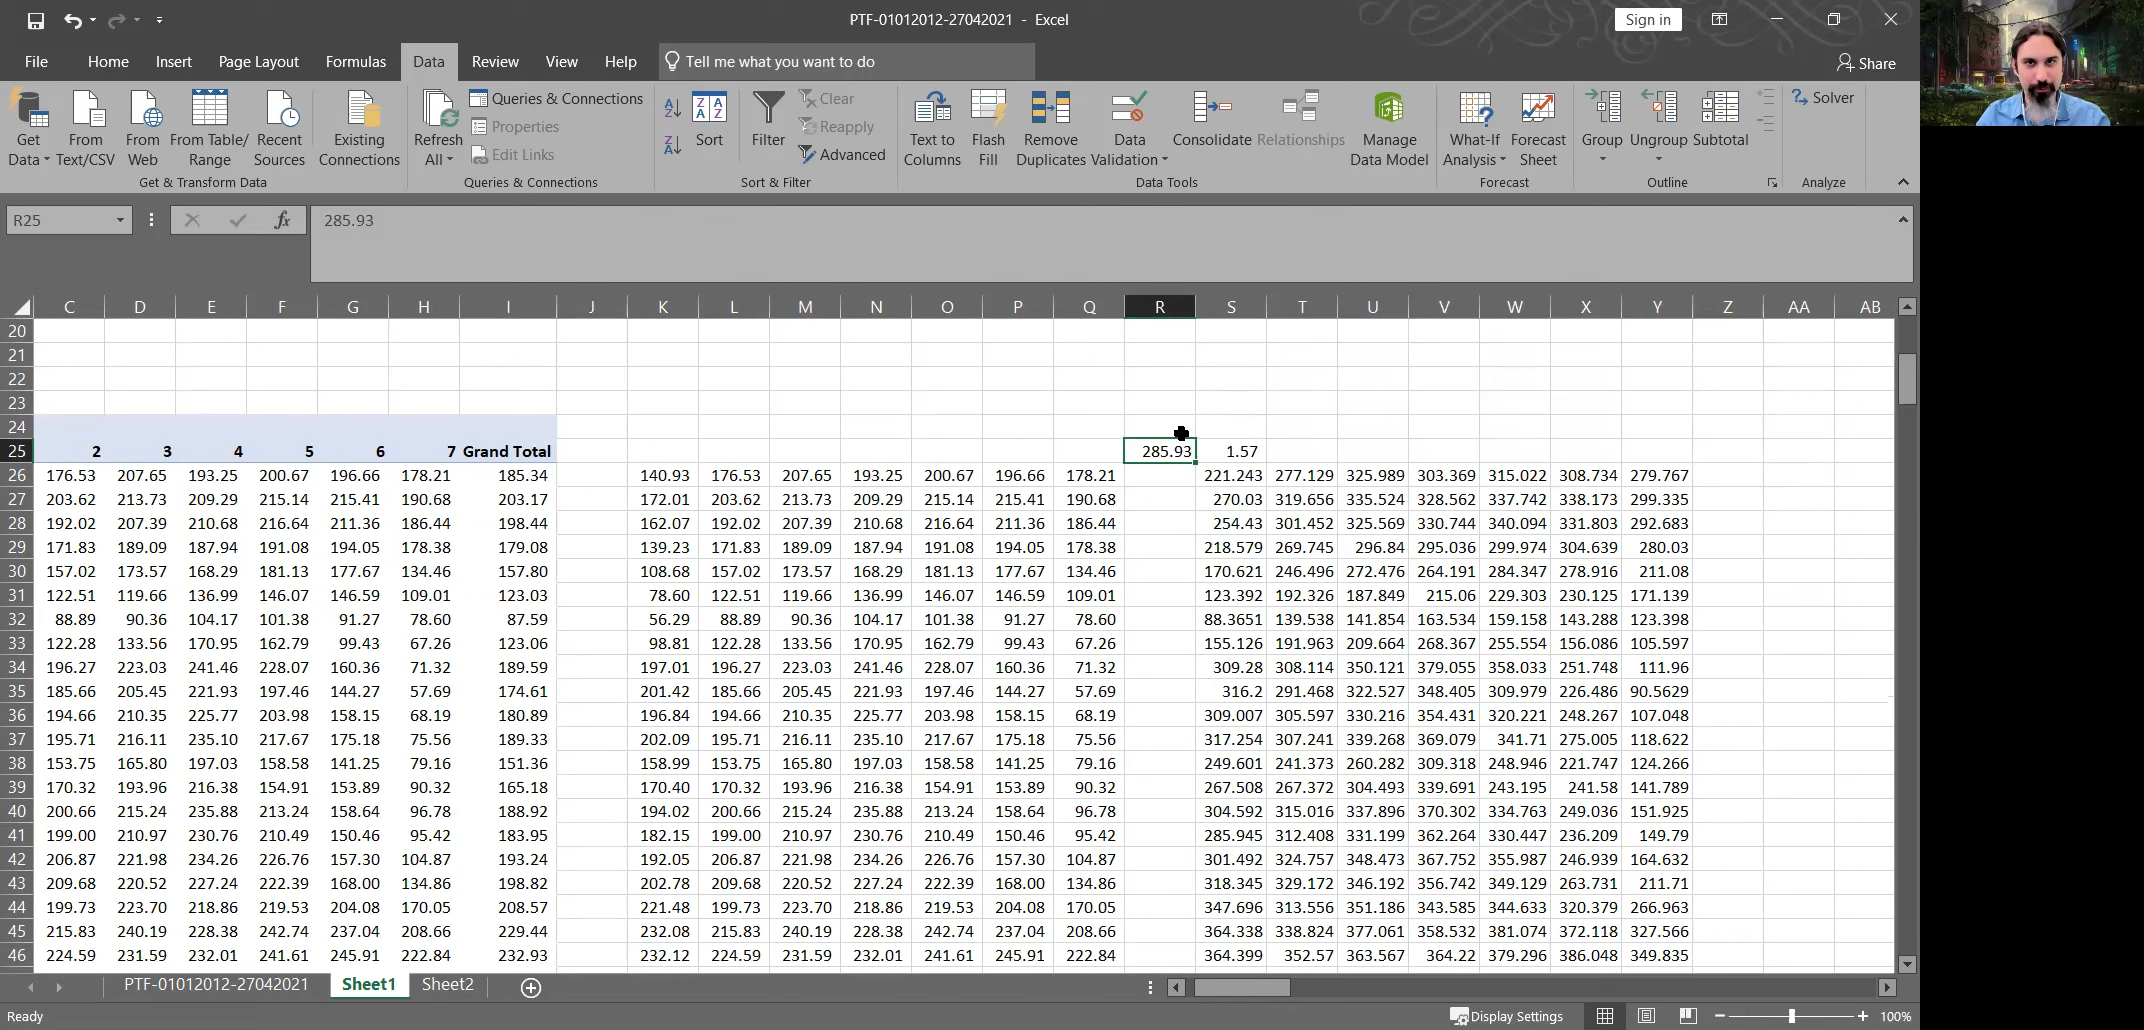 PTF-01012012-27042021 - Excel
Sign in
File Home Insert Page Layout Formulas Data Review View Help Tell me what you want to do Share
Get Data From Text/CSV From Web From Table/ Range Recent Sources Existing Connections
Get & Transform Data
Refresh All Queries & Connections Properties Edit Links
Queries & Connections
Sort Filter Clear Reapply Advanced
Sort & Filter
Text to Columns Flash Fill Remove Duplicates Data Validation Consolidate Relationships Manage Data Model
Data Tools
What-If Analysis Forecast Sheet
Forecast
Group Ungroup Subtotal
Outline
Solver
Analyze
R25 fx 285.93
C D E F G H I J K L M N O P Q R S T U V W X Y Z AA AB
20
21
22
23
24
25 2 3 4 5 6 7 Grand Total 285.93 1.57
26 176.53 207.65 193.25 200.67 196.66 178.21 185.34 140.93 176.53 207.65 193.25 200.67 196.66 178.21 221.243 277.129 325.989 303.369 315.022 308.734 279.767
27 203.62 213.73 209.29 215.14 215.41 190.68 203.17 172.01 203.62 213.73 209.29 215.14 215.41 190.68 270.03 319.656 335.524 328.562 337.742 338.173 299.335
28 192.02 207.39 210.68 216.64 211.36 186.44 198.44 162.07 192.02 207.39 210.68 216.64 211.36 186.44 254.43 301.452 325.569 330.744 340.094 331.803 292.683
29 171.83 189.09 187.94 191.08 194.05 178.38 179.08 139.23 171.83 189.09 187.94 191.08 194.05 178.38 218.579 269.745 296.84 295.036 299.974 304.639 280.03
30 157.02 173.57 168.29 181.13 177.67 134.46 157.80 108.68 157.02 173.57 168.29 181.13 177.67 134.46 170.621 246.496 272.476 264.191 284.347 278.916 211.08
31 122.51 119.66 136.99 146.07 146.59 109.01 123.03 78.60 122.51 119.66 136.99 146.07 146.59 109.01 123.392 192.326 187.849 215.06 229.303 230.125 171.139
32 88.89 90.36 104.17 101.38 91.27 78.60 87.59 56.29 88.89 90.36 104.17 101.38 91.27 78.60 88.3651 139.538 141.854 163.534 159.158 143.288 123.398
33 122.28 133.56 170.95 162.79 99.43 67.26 123.06 98.81 122.28 133.56 170.95 162.79 99.43 67.26 155.126 191.963 209.664 268.367 255.554 156.086 105.597
34 196.27 223.03 241.46 228.07 160.36 71.32 189.59 197.01 196.27 223.03 241.46 228.07 160.36 71.32 309.28 308.114 350.121 379.055 358.033 251.748 111.96
35 185.66 205.45 221.93 197.46 144.27 57.69 174.61 201.42 185.66 205.45 221.93 197.46 144.27 57.69 316.2 291.468 322.527 348.405 309.979 226.486 90.5629
36 194.66 210.35 225.77 203.98 158.15 68.19 180.89 196.84 194.66 210.35 225.77 203.98 158.15 68.19 309.007 305.597 330.216 354.431 320.221 248.267 107.048
37 195.71 216.11 235.10 217.67 175.18 75.56 189.33 202.09 195.71 216.11 235.10 217.67 175.18 75.56 317.254 307.241 339.268 369.079 341.71 275.005 118.622
38 153.75 165.80 197.03 158.58 141.25 79.16 151.36 158.99 153.75 165.80 197.03 158.58 141.25 79.16 249.601 241.373 260.282 309.318 248.946 221.747 124.266
39 170.32 193.96 216.38 154.91 153.89 90.32 165.18 170.40 170.32 193.96 216.38 154.91 153.89 90.32 267.508 267.372 304.493 339.691 243.195 241.58 141.789
40 200.66 215.24 235.88 213.24 158.64 96.78 188.92 194.02 200.66 215.24 235.88 213.24 158.64 96.78 304.592 315.016 337.896 370.302 334.763 249.036 151.925
41 199.00 210.97 230.76 210.49 150.46 95.42 183.95 182.15 199.00 210.97 230.76 210.49 150.46 95.42 285.945 312.408 331.199 362.264 330.447 236.209 149.79
42 206.87 221.98 234.26 226.76 157.30 104.87 193.24 192.05 206.87 221.98 234.26 226.76 157.30 104.87 301.492 324.757 348.473 367.752 355.987 246.939 164.632
43 209.68 220.52 227.24 222.39 168.00 134.86 198.82 202.78 209.68 220.52 227.24 222.39 168.00 134.86 318.345 329.172 346.192 356.742 349.129 263.731 211.71
44 199.73 223.70 218.86 219.53 204.08 170.05 208.57 221.48 199.73 223.70 218.86 219.53 204.08 170.05 347.696 313.556 351.186 343.585 344.633 320.379 266.963
45 215.83 240.19 228.38 242.74 237.04 208.66 229.44 232.08 215.83 240.19 228.38 242.74 237.04 208.66 364.338 338.824 377.061 358.532 381.074 372.118 327.566
46 224.59 231.59 232.01 241.61 245.91 222.84 232.93 232.12 224.59 231.59 232.01 241.61 245.91 222.84 364.399 352.57 363.567 364.22 379.296 386.048 349.835
PTF-01012012-27042021 Sheet1 Sheet2
Ready Display Settings 100%